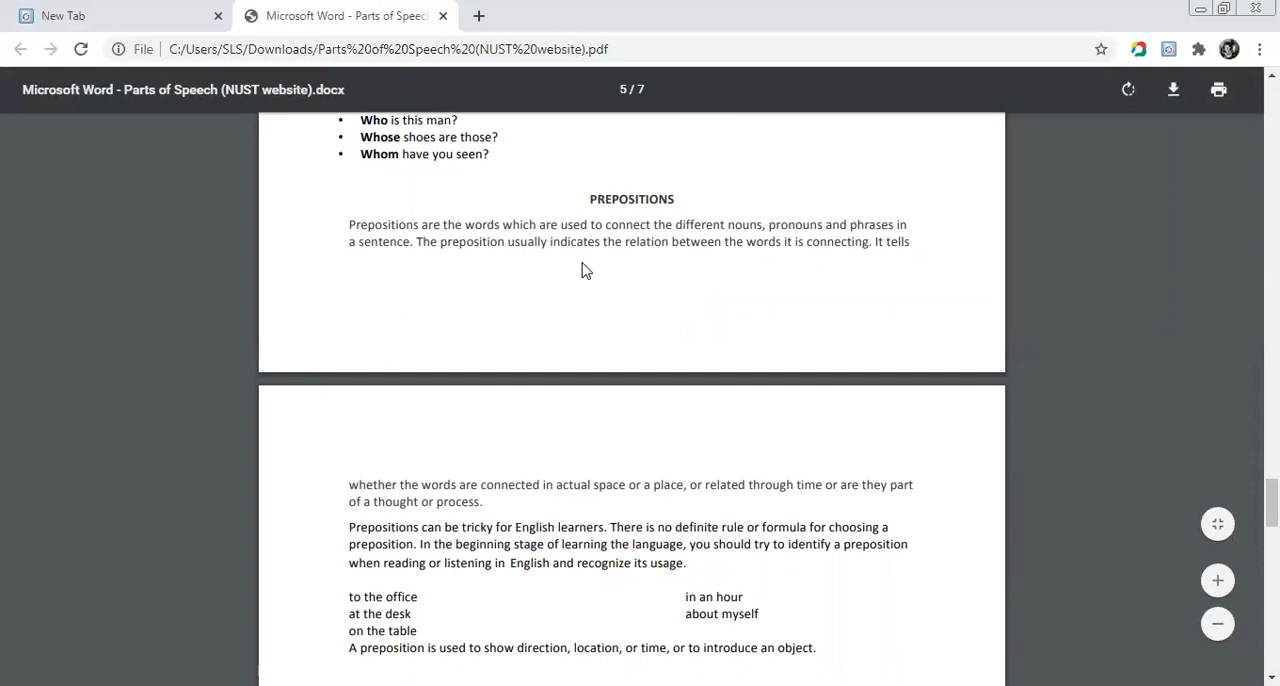 New Tab
Microsoft Word - Parts of Speech
File
C:/Users/SLS/Downloads/Parts%20of%20Speech%20(NUST%20website).pdf
Microsoft Word - Parts of Speech (NUST website).docx
5 / 7
• Who is this man?
• Whose shoes are those?
• Whom have you seen?
PREPOSITIONS
Prepositions are the words which are used to connect the different nouns, pronouns and phrases in
a sentence. The preposition usually indicates the relation between the words it is connecting. It tells
whether the words are connected in actual space or a place, or related through time or are they part
of a thought or process.
Prepositions can be tricky for English learners. There is no definite rule or formula for choosing a
preposition. In the beginning stage of learning the language, you should try to identify a preposition
when reading or listening in English and recognize its usage.
to the office
in an hour
at the desk
about myself
on the table
A preposition is used to show direction, location, or time, or to introduce an object.